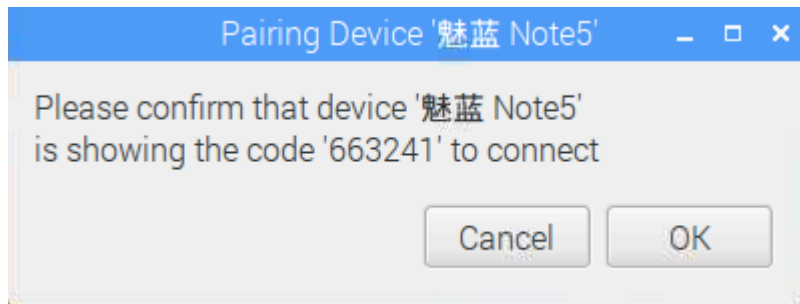 Pairing Device '魅蓝 Note5'
Please confirm that device '魅蓝 Note5'
is showing the code '663241' to connect
Cancel OK